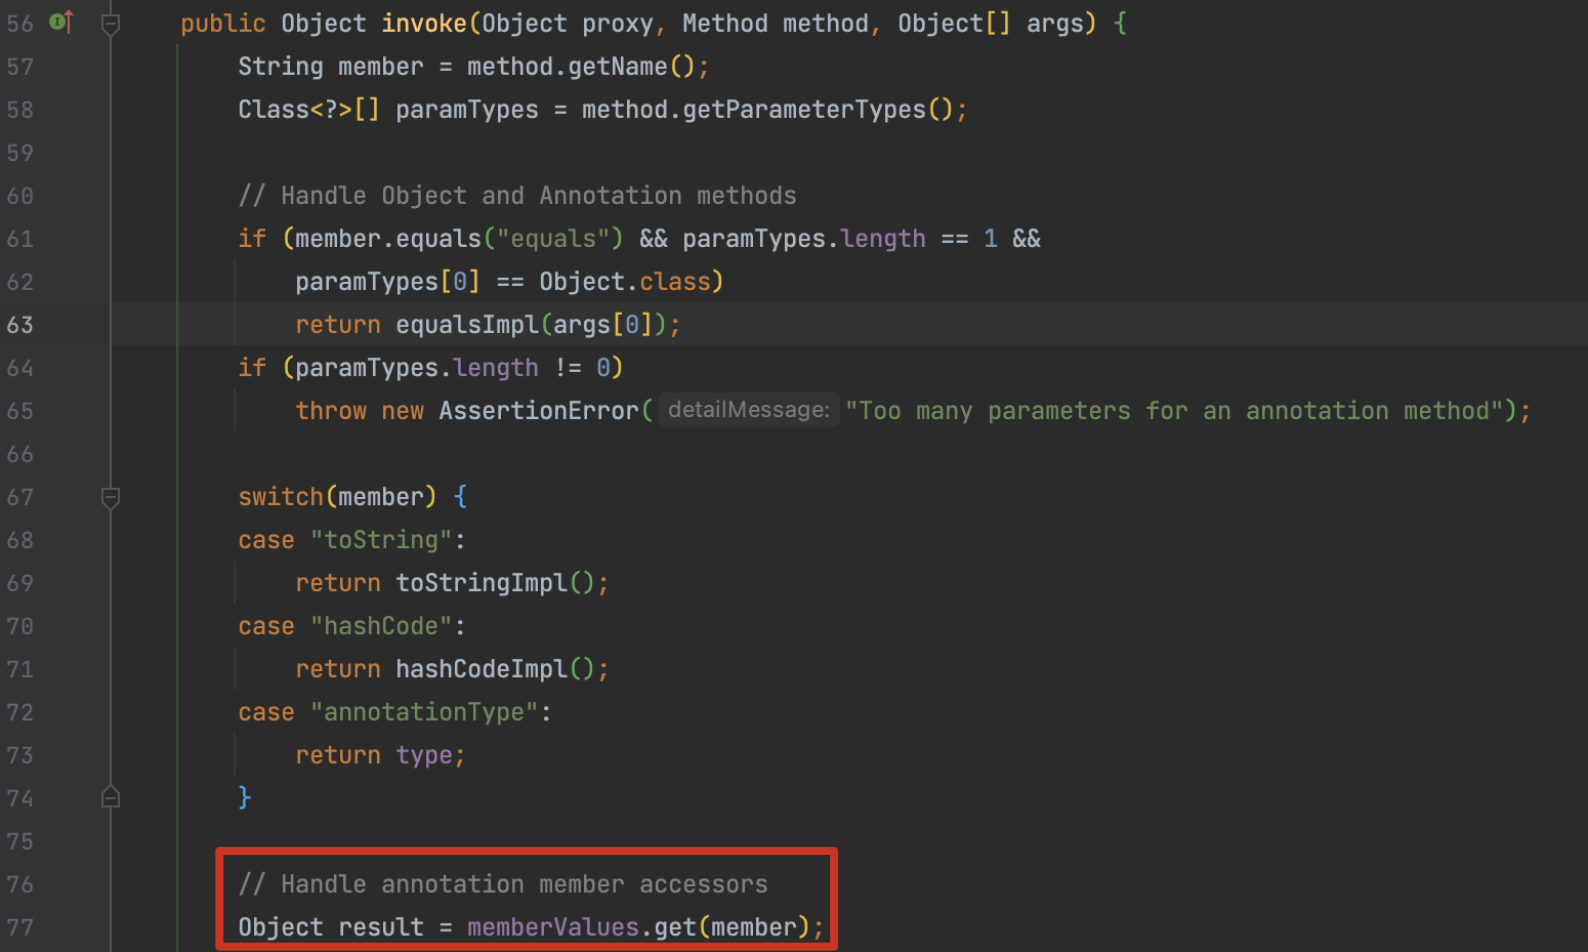 56 public Object invoke(Object proxy, Method method, Object[] args) {
57 String member = method.getName();
58 Class<?>[] paramTypes = method.getParameterTypes();
59
60 // Handle Object and Annotation methods
61 if (member.equals("equals") && paramTypes.length == 1 &&
62 paramTypes[0] == Object.class)
63 return equalsImpl(args[0]);
64 if (paramTypes.length != 0)
65 throw new AssertionError( detailMessage: "Too many parameters for an annotation method");
66
67 switch(member) {
68 case "toString":
69 return toStringImpl();
70 case "hashCode":
71 return hashCodeImpl();
72 case "annotationType":
73 return type;
74 }
75
76 // Handle annotation member accessors
77 Object result = memberValues.get(member);